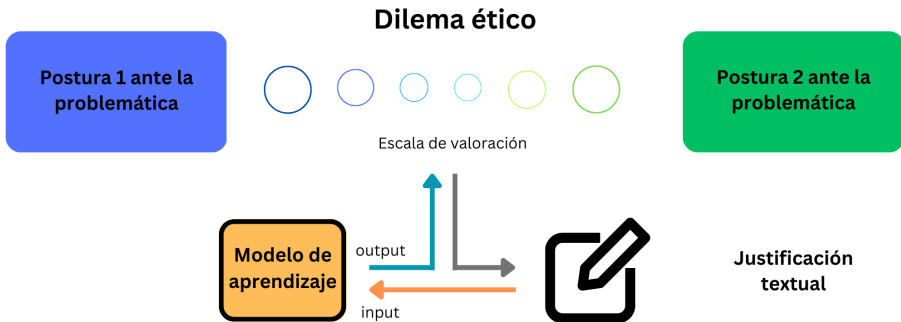 Dilema ético
Postura 1 ante la
problemática
Postura 2 ante la
problemática
Escala de valoración
Modelo de
aprendizaje
output
input
Justificación
textual